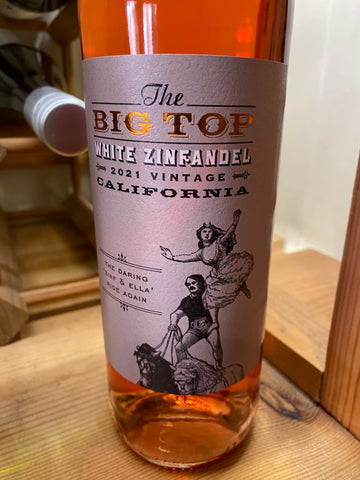 The
BIG TOP
WHITE ZINFANDEL
2021 VINTAGE
CALIFORNIA
THE DARING
'ZINF & ELLA'
RIDE AGAIN